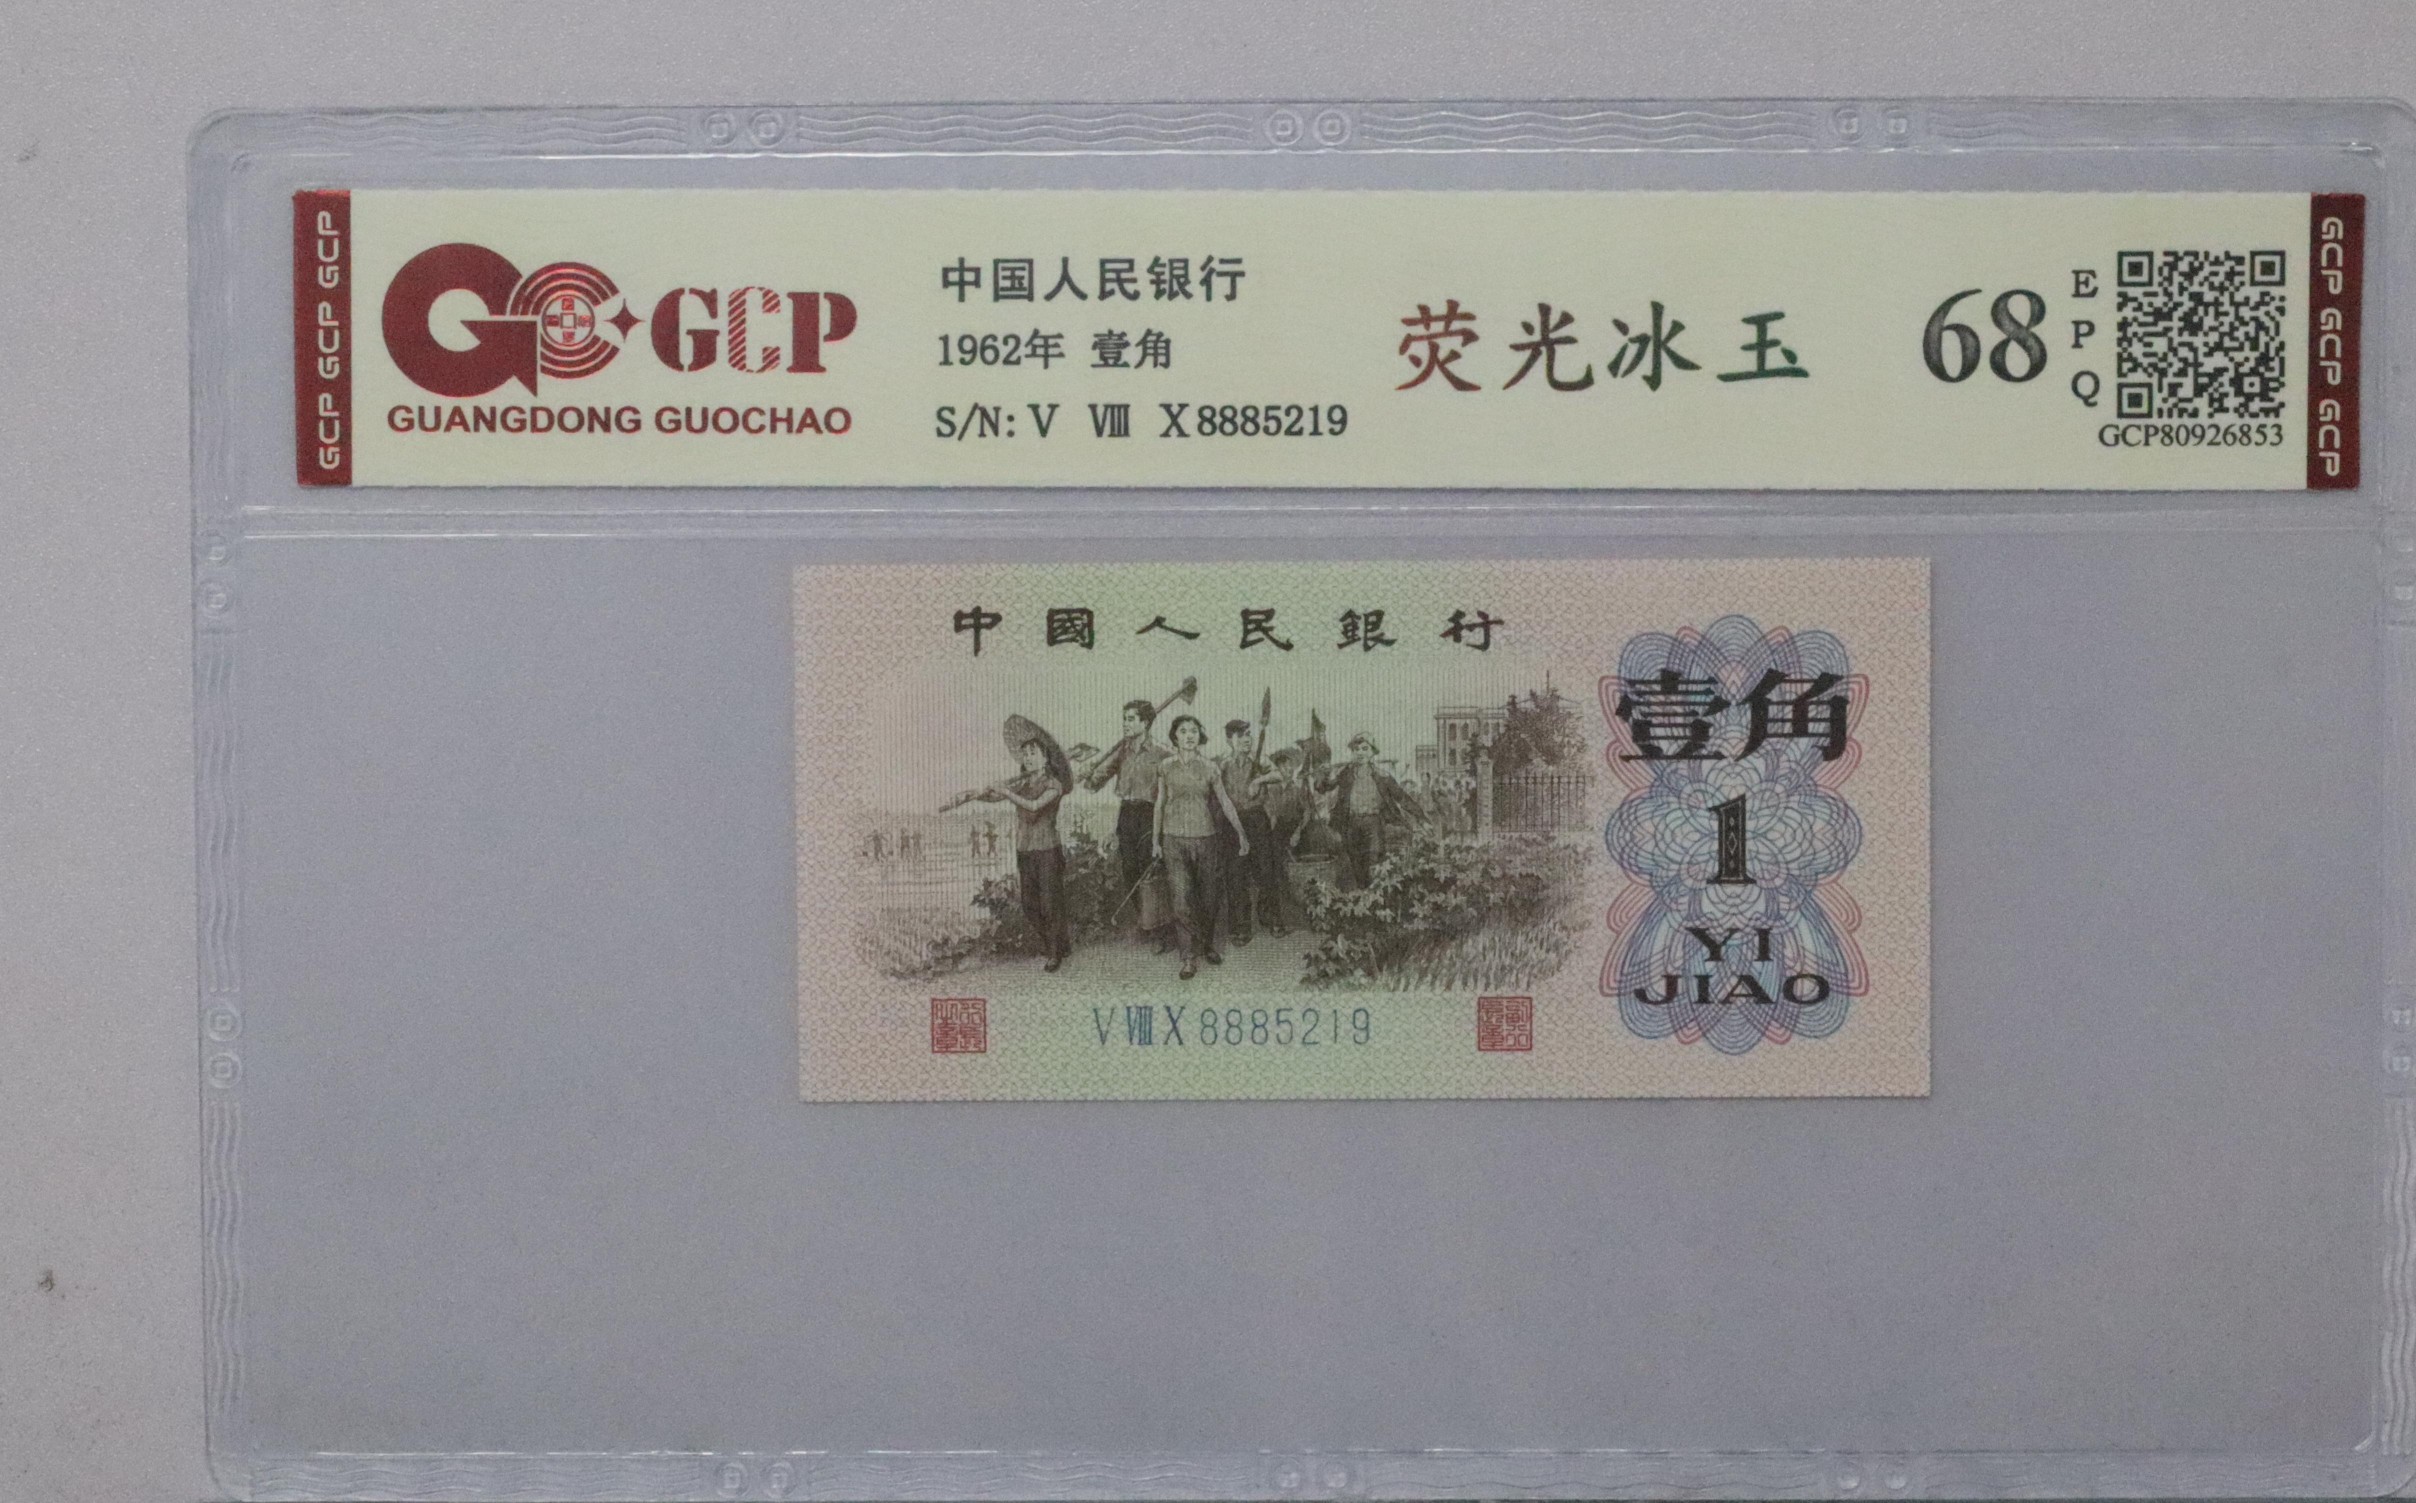 GCP GCP GCP
GCP
GUANGDONG GUOCHAO
中国人民银行
1962年 壹角
S/N: V Ⅷ X 8885219
荧光冰玉
68
EPQ
GCP80926853
GCP GCP GCP
中國人民銀行
壹角
1
YI
JIAO
V Ⅷ X 8885219